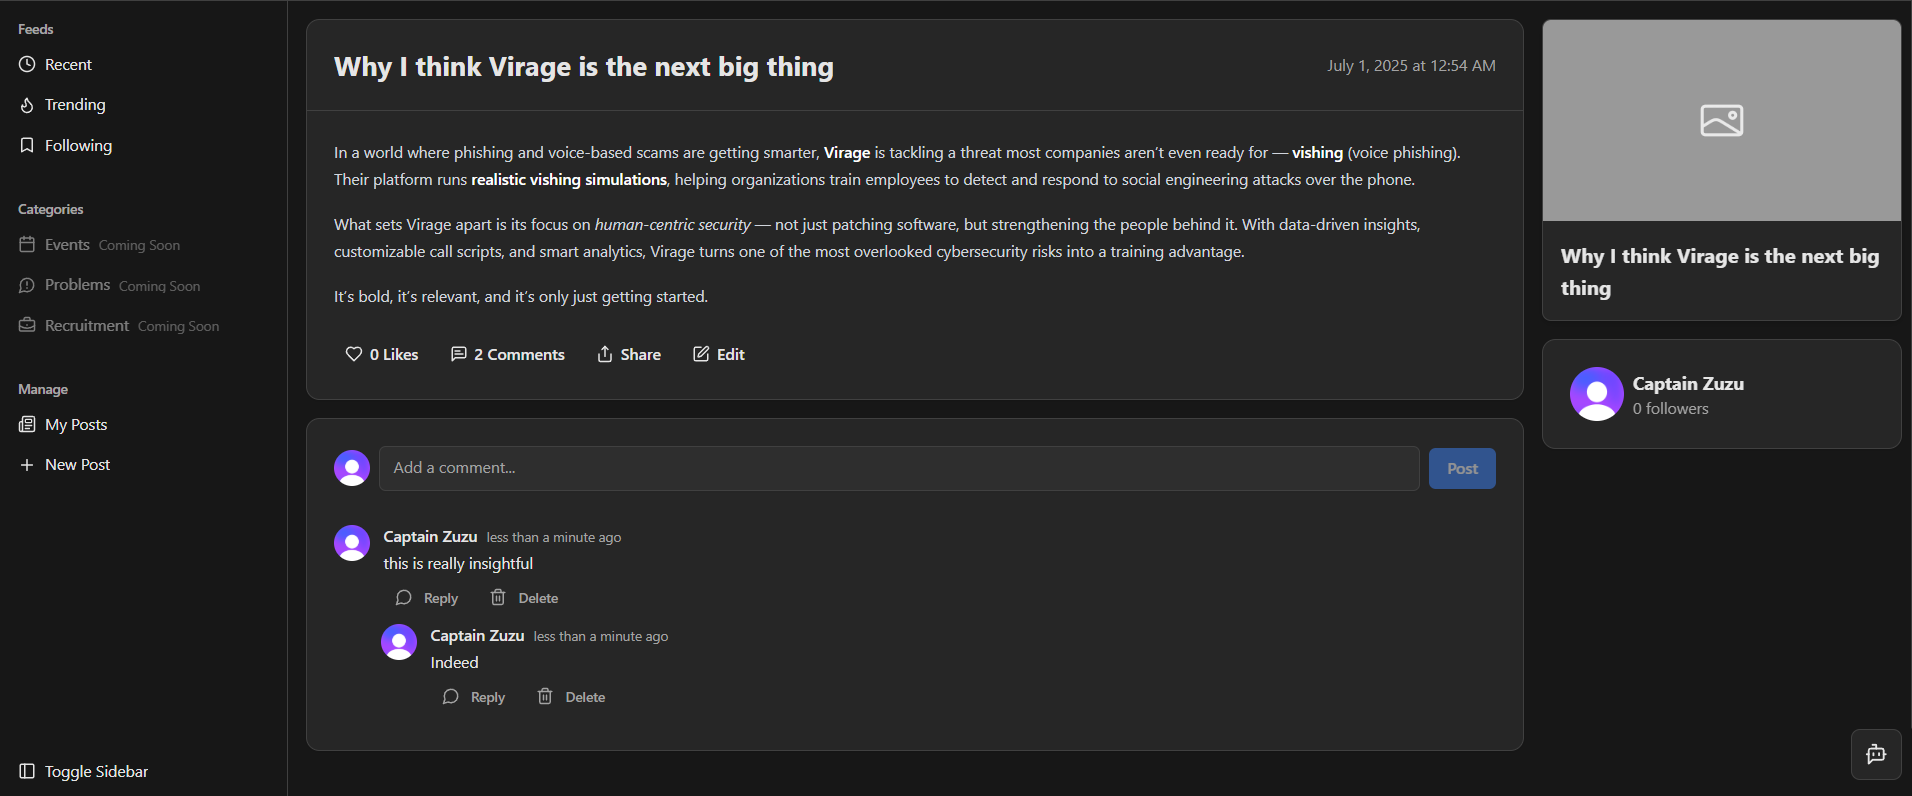 Feeds
Recent
Trending
Following
Categories
Events Coming Soon
Problems Coming Soon
Recruitment Coming Soon
Manage
My Posts
New Post
Toggle Sidebar
Why I think Virage is the next big thing
July 1, 2025 at 12:54 AM
In a world where phishing and voice-based scams are getting smarter, Virage is tackling a threat most companies aren't even ready for — vishing (voice phishing).
Their platform runs realistic vishing simulations, helping organizations train employees to detect and respond to social engineering attacks over the phone.
What sets Virage apart is its focus on human-centric security — not just patching software, but strengthening the people behind it. With data-driven insights,
customizable call scripts, and smart analytics, Virage turns one of the most overlooked cybersecurity risks into a training advantage.
It's bold, it's relevant, and it's only just getting started.
0 Likes 2 Comments Share Edit
Add a comment...
Post
Captain Zuzu less than a minute ago
this is really insightful
Reply Delete
Captain Zuzu less than a minute ago
Indeed
Reply Delete
Why I think Virage is the next big
thing
Captain Zuzu
0 followers